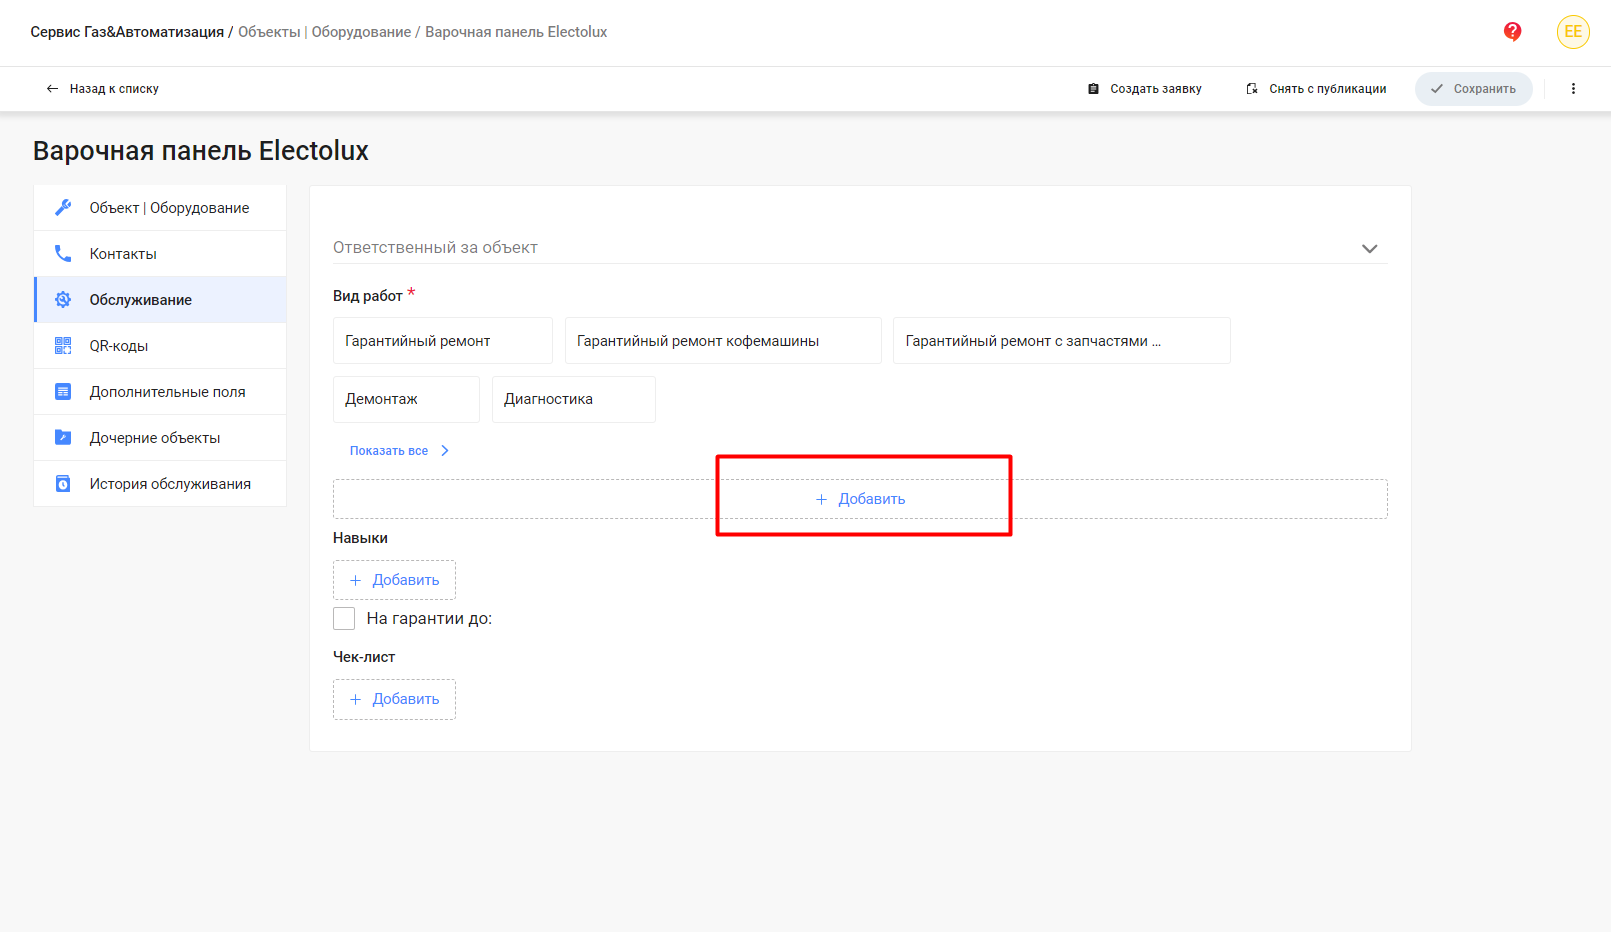 Сервис Газ&Автоматизация / Объекты | Оборудование / Варочная панель Electolux
?
EE
Назад к списку
Создать заявку
Снять с публикации
Сохранить
Варочная панель Electolux
Объект | Оборудование
Контакты
Обслуживание
QR-коды
Дополнительные поля
Дочерние объекты
История обслуживания
Ответственный за объект
Вид работ *
Гарантийный ремонт
Гарантийный ремонт кофемашины
Гарантийный ремонт с запчастями ...
Демонтаж
Диагностика
Показать все
+ Добавить
Навыки
+ Добавить
На гарантии до:
Чек-лист
+ Добавить